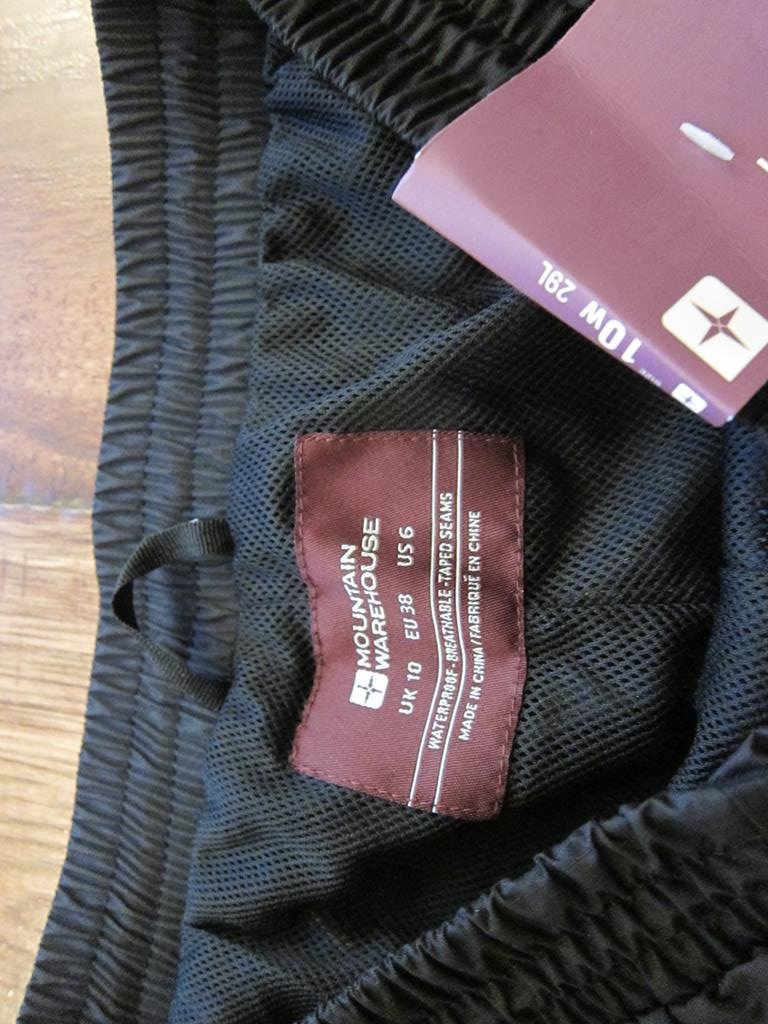 MOUNTAIN
WAREHOUSE
UK 10 EU 38 US 6
WATERPROOF-BREATHABLE-TAPED SEAMS
MADE IN CHINA/FABRIQUÉ EN CHINE
SIZE 10W 29L